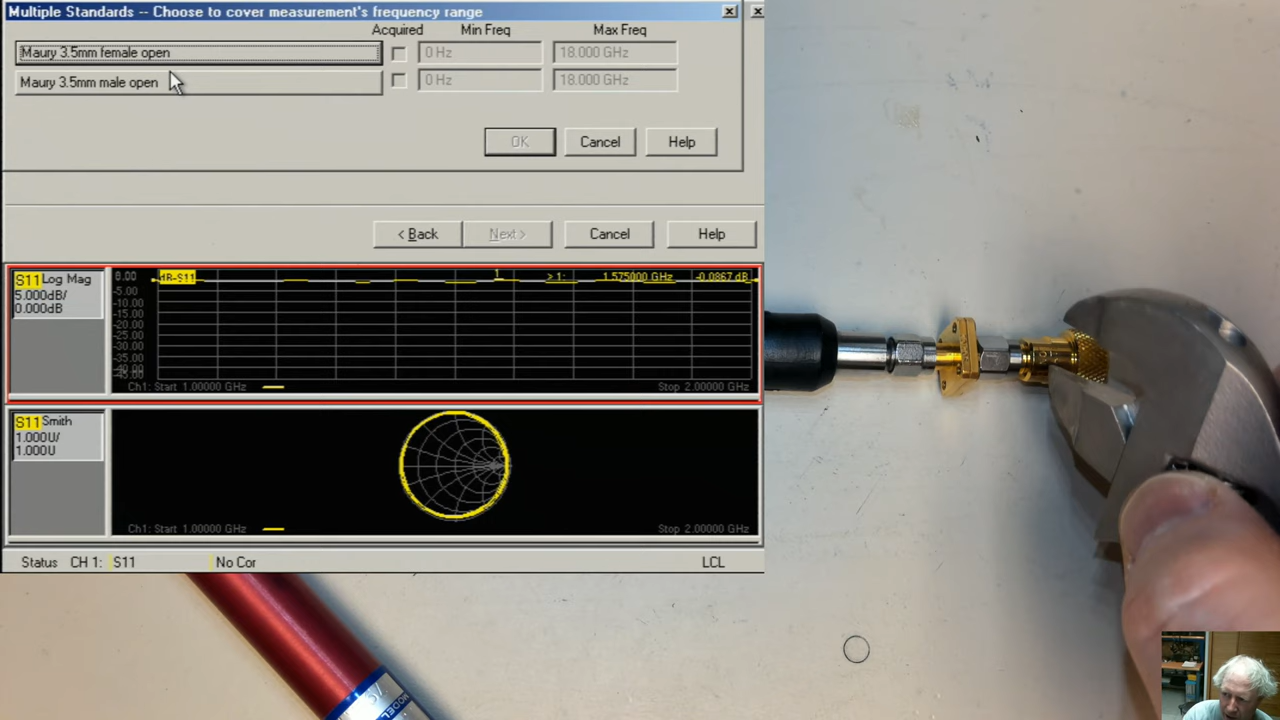 Multiple Standards -- Choose to cover measurement's frequency range
Acquired Min Freq Max Freq
Maury 3.5mm female open 0 Hz 18.000 GHz
Maury 3.5mm male open 0 Hz 18.000 GHz
OK Cancel Help
< Back Next > Cancel Help
S11 Log Mag
5.000dB/
0.000dB
0.00
-5.00
-10.00
-15.00
-20.00
-25.00
-30.00
-35.00
-40.00
dB-S11
1
> 1: 1.575000 GHz -0.0867 dB
Ch1: Start 1.00000 GHz Stop 2.00000 GHz
S11 Smith
1.000U/
1.000U
Ch1: Start 1.00000 GHz Stop 2.00000 GHz
Status CH 1: S11 No Cor LCL
MODEL